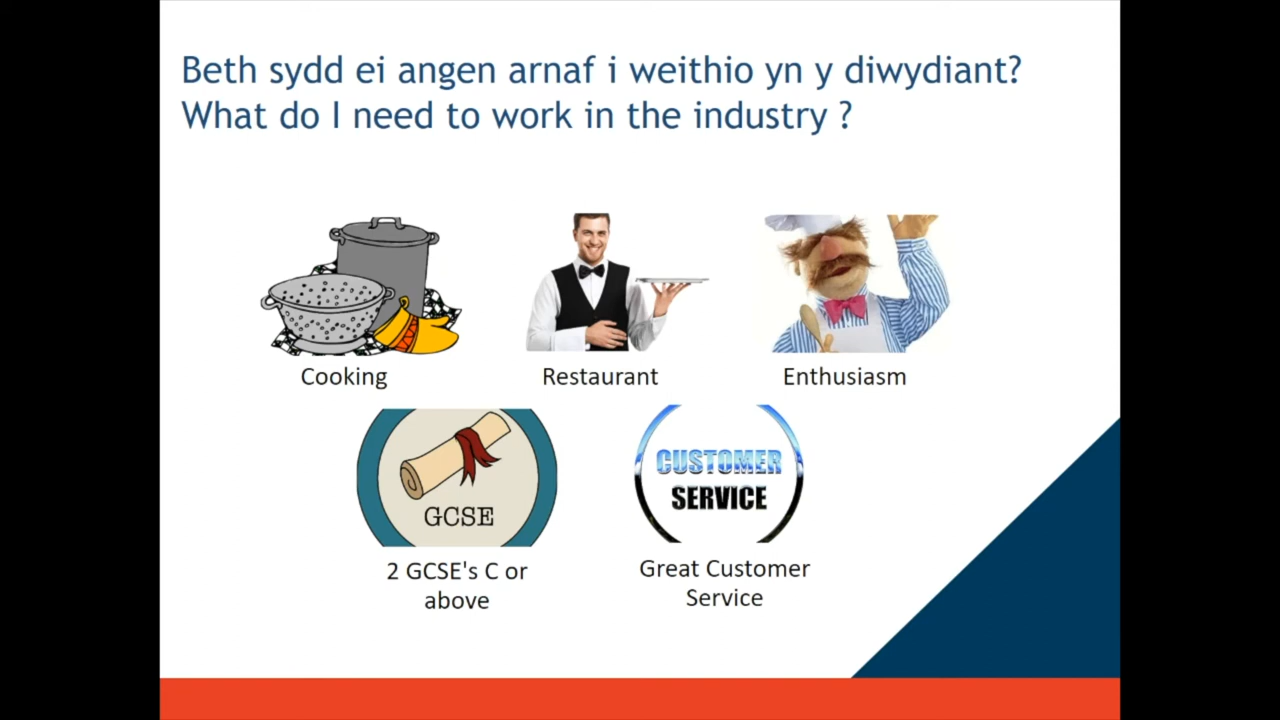 Beth sydd ei angen arnaf i weithio yn y diwydiant?
What do I need to work in the industry ?
Cooking
Restaurant
Enthusiasm
GCSE
CUSTOMER
SERVICE
2 GCSE's C or
above
Great Customer
Service